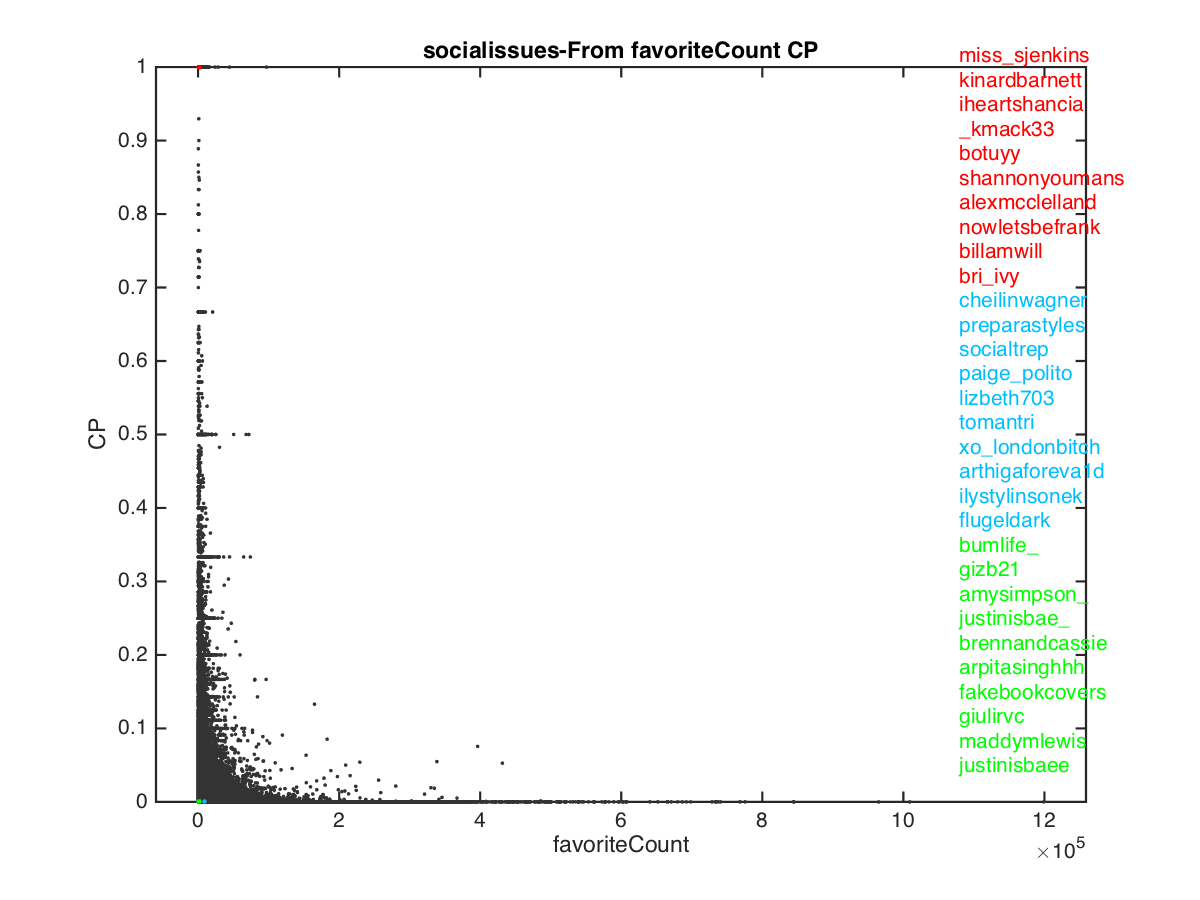 socialissues-From favoriteCount CP
miss_sjenkins
kinardbarnett
iheartshancia
_kmack33
botuyy
shannonyoumans
alexmcclelland
nowletsbefrank
billamwill
bri_ivy
cheilinwagner
preparastyles
socialtrep
paige_polito
lizbeth703
tomantri
xo_londonbitch
arthigaforeva1d
ilystylinsonek
flugeldark
bumlife_
gizb21
amysimpson_
justinisbae_
brennandcassie
arpitasinghhh
fakebookcovers
giulirvc
maddymlewis
justinisbaee
1
0.9
0.8
0.7
0.6
0.5
0.4
0.3
0.2
0.1
0
CP
0 2 4 6 8 10 12
favoriteCount
×10⁵